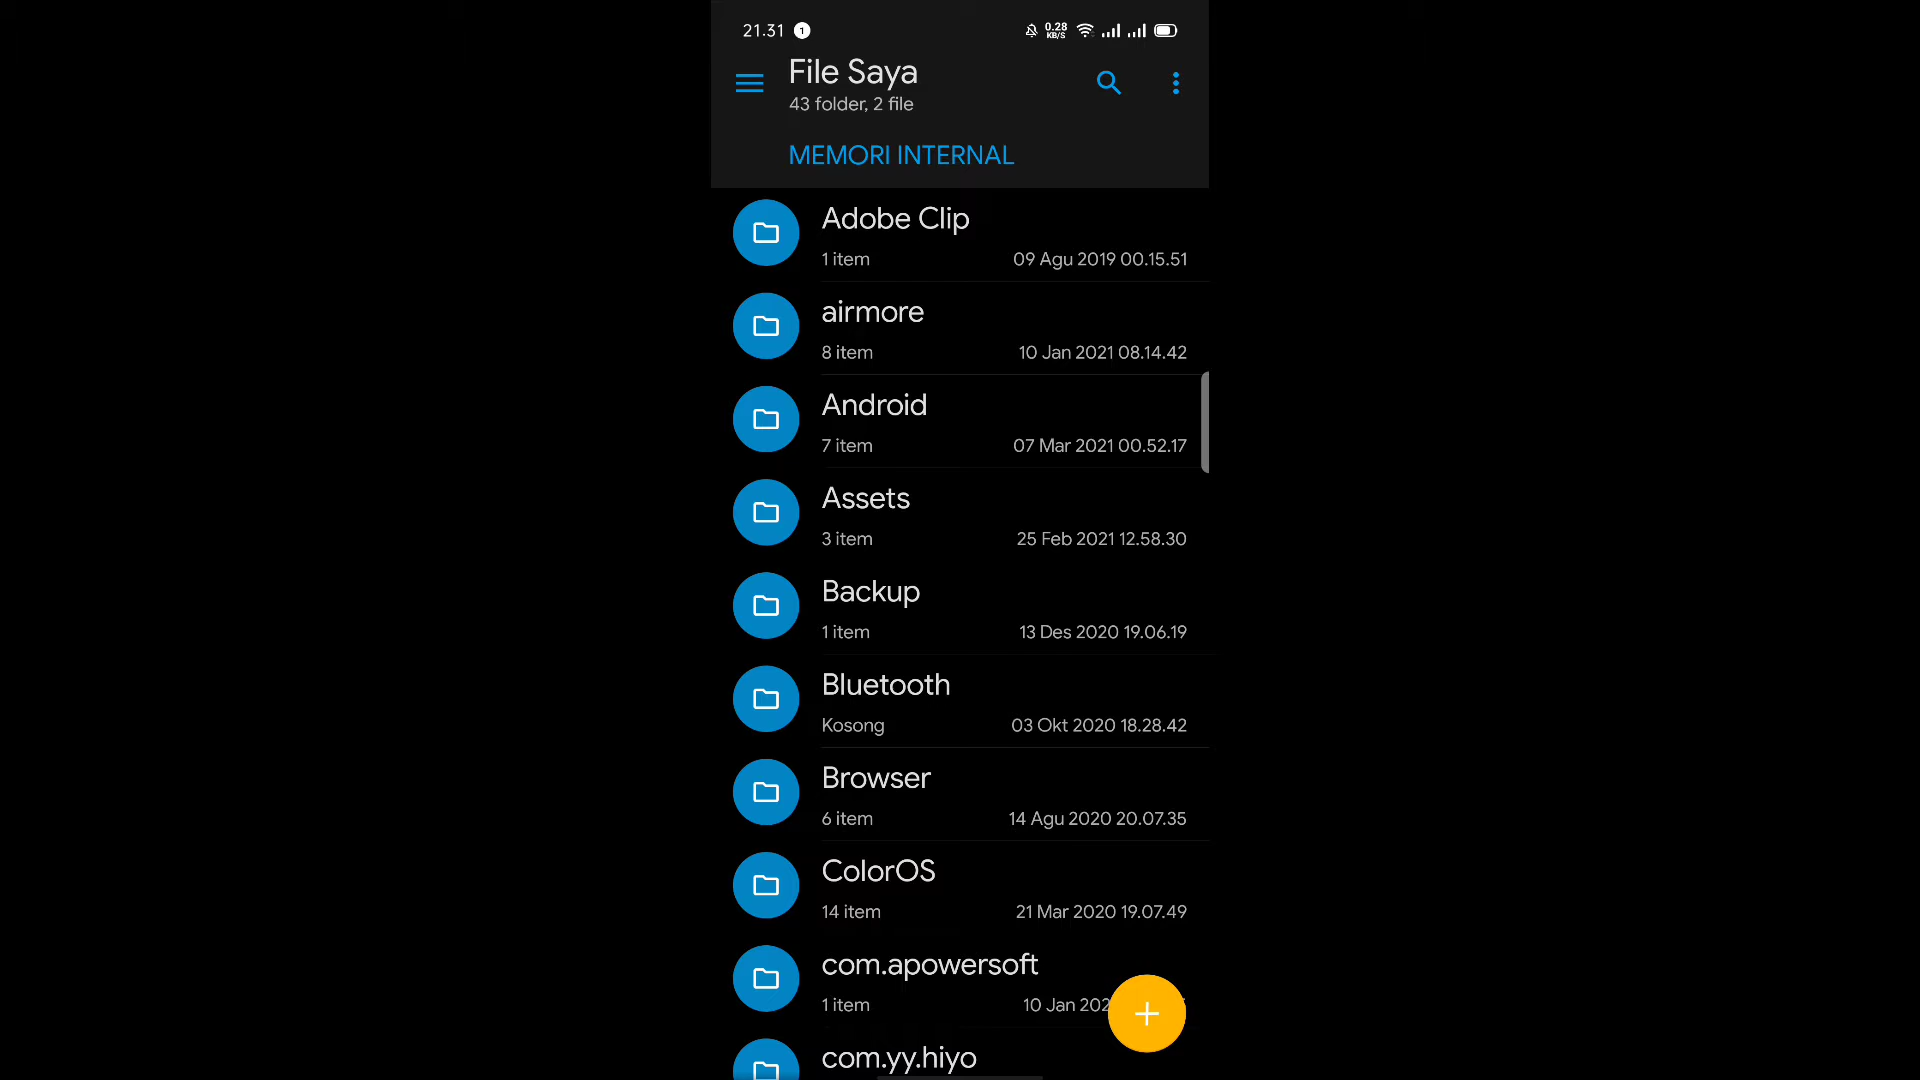 21.31 1 0.28 KB/S
File Saya
43 folder, 2 file
MEMORI INTERNAL
Adobe Clip
1 item 09 Agu 2019 00.15.51
airmore
8 item 10 Jan 2021 08.14.42
Android
7 item 07 Mar 2021 00.52.17
Assets
3 item 25 Feb 2021 12.58.30
Backup
1 item 13 Des 2020 19.06.19
Bluetooth
Kosong 03 Okt 2020 18.28.42
Browser
6 item 14 Agu 2020 20.07.35
ColorOS
14 item 21 Mar 2020 19.07.49
com.apowersoft
1 item 10 Jan
com.yy.hiyo